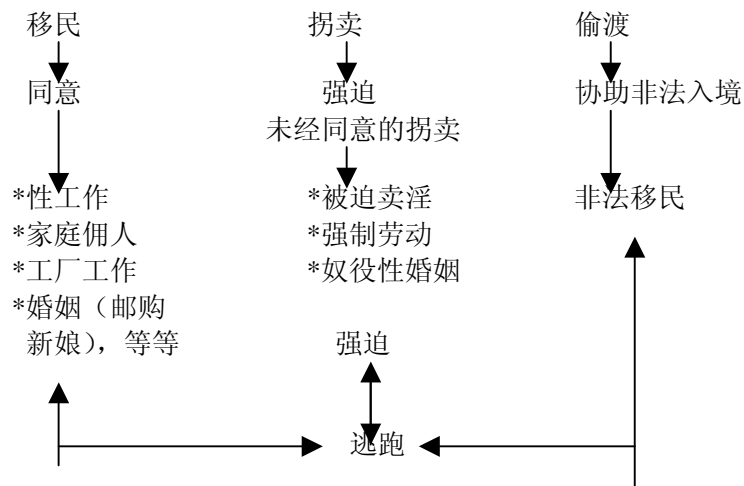 移民
拐卖
偷渡
同意
强迫
协助非法入境
未经同意的拐卖
*性工作
*被迫卖淫
非法移民
*家庭佣人
*强制劳动
*工厂工作
*奴役性婚姻
*婚姻（邮购
新娘），等等
强迫
逃跑